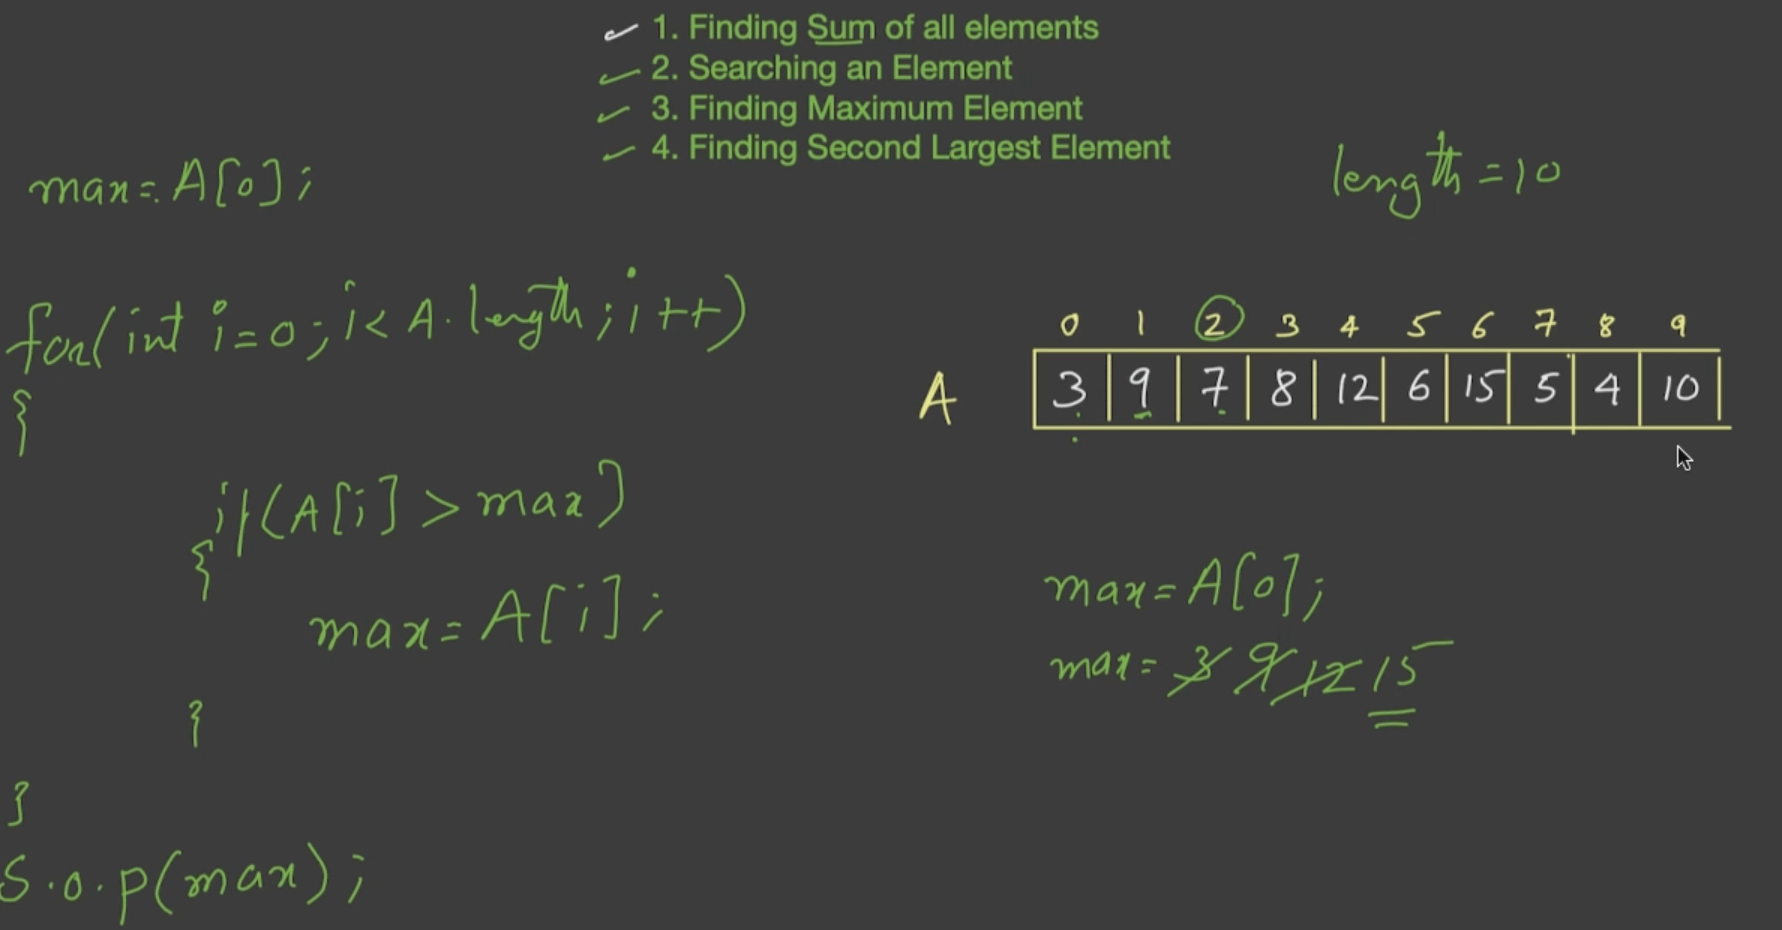 1. Finding Sum of all elements
2. Searching an Element
3. Finding Maximum Element
4. Finding Second Largest Element
max = A[0];
for(int i=0; i< A.length; i++)
{
if(A[i] > max)
{
max = A[i];
}
}
S.o.p(max);
length = 10
0 1 2 3 4 5 6 7 8 9
A 3 9 7 8 12 6 15 5 4 10
max = A[0];
max = 3 9 12 15